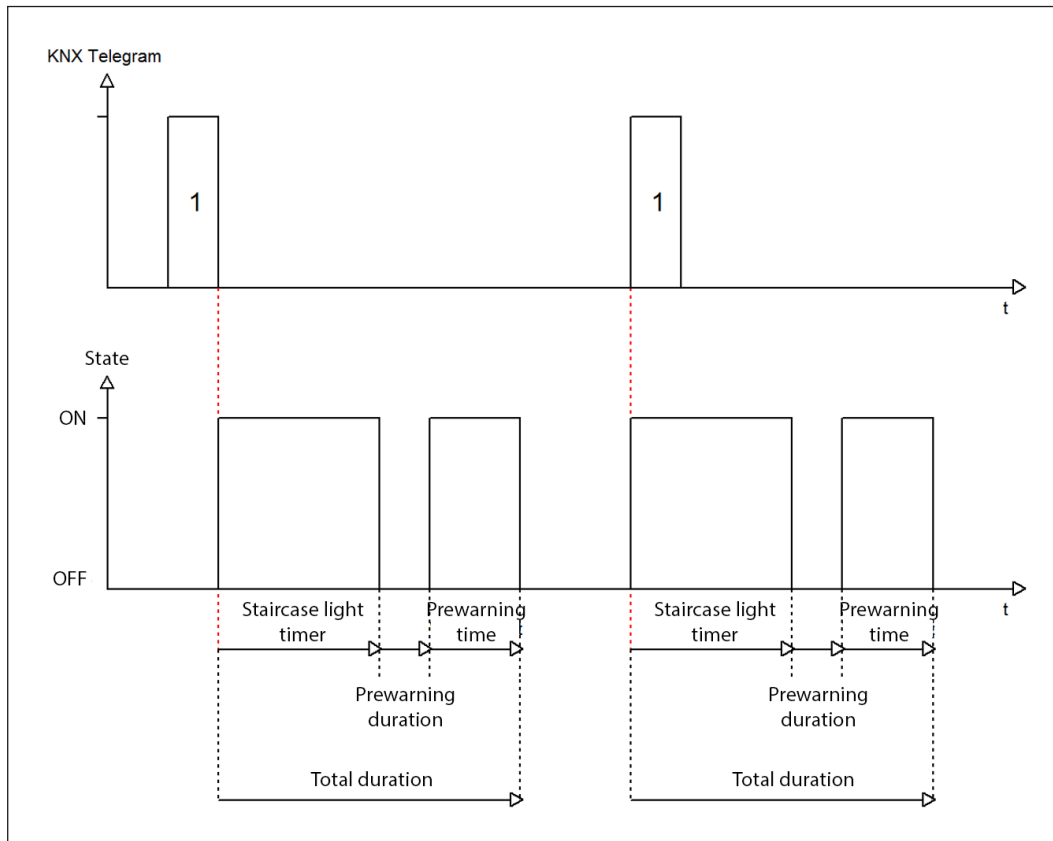 KNX Telegram
1
1
t
State
ON
OFF
t
Staircase light
timer
Prewarning
time
Staircase light
timer
Prewarning
time
Prewarning
duration
Prewarning
duration
Total duration
Total duration